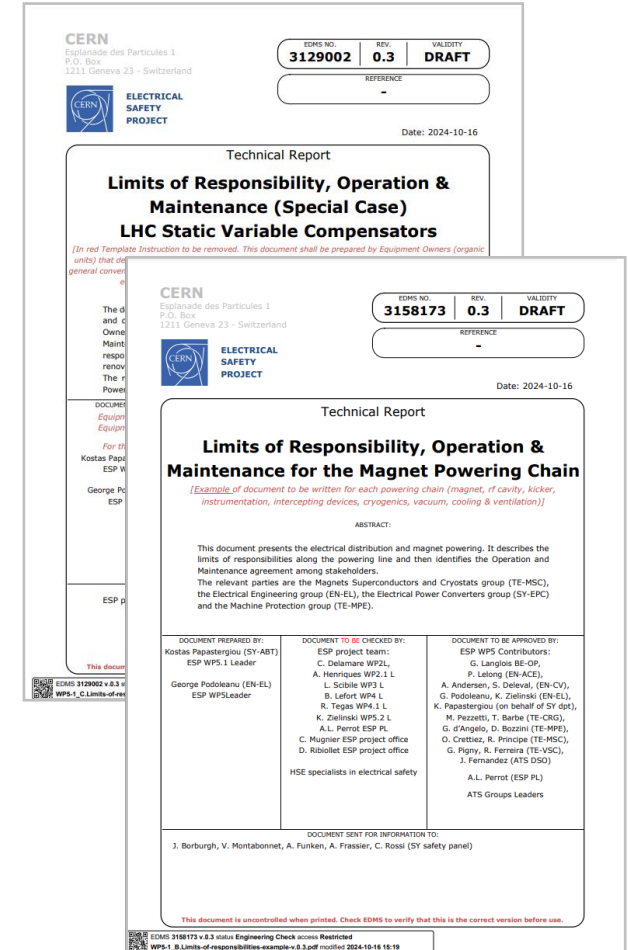 CERN
Esplanade des Particules 1
P.O. Box
1211 Geneva 23 - Switzerland
EDMS NO.
REV.
VALIDITY
3129002
0.3
DRAFT
REFERENCE
-
CERN
ELECTRICAL
SAFETY
PROJECT
Date: 2024-10-16
Technical Report
Limits of Responsibility, Operation &
Maintenance (Special Case)
LHC Static Variable Compensators
[In red Template Instruction to be removed. This document shall be prepared by Equipment Owners (organic
units) that de
general conven
e
The d
and
Owne
Maint
respo
renov
The r
Power
DOCUMEN
Equipm
Equipm
For th
Kostas Papa
ESP W
George Po
ESP
ESP p
This docum
EDMS 3129002 v.0.3 s
WP5-1_C.Limits-of-res
CERN
Esplanade des Particules 1
P.O. Box
1211 Geneva 23 - Switzerland
EDMS NO.
REV.
VALIDITY
3158173
0.3
DRAFT
REFERENCE
-
CERN
ELECTRICAL
SAFETY
PROJECT
Date: 2024-10-16
Technical Report
Limits of Responsibility, Operation &
Maintenance for the Magnet Powering Chain
[Example of document to be written for each powering chain (magnet, rf cavity, kicker,
instrumentation, intercepting devices, cryogenics, vacuum, cooling & ventilation)]
ABSTRACT:
This document presents the electrical distribution and magnet powering. It describes the
limits of responsibilities along the powering line and then identifies the Operation and
Maintenance agreement among stakeholders.
The relevant parties are the Magnets Superconductors and Cryostats group (TE-MSC),
the Electrical Engineering group (EN-EL), the Electrical Power Converters group (SY-EPC)
and the Machine Protection group (TE-MPE).
DOCUMENT PREPARED BY:
Kostas Papastergiou (SY-ABT)
ESP WP5.1 Leader
George Podoleanu (EN-EL)
ESP WP5Leader
DOCUMENT TO BE CHECKED BY:
ESP project team:
C. Delamare WP2L,
A. Henriques WP2.1 L
L. Scibile WP3 L
B. Lefort WP4 L
R. Tegas WP4.1 L
K. Zielinski WP5.2 L
A.L. Perrot ESP PL
C. Mugnier ESP project office
D. Ribiollet ESP project office
HSE specialists in electrical safety
DOCUMENT TO BE APPROVED BY:
ESP WP5 Contributors:
G. Langlois BE-OP,
P. Lelong (EN-ACE),
A. Andersen, S. Deleval, (EN-CV),
G. Podoleanu, K. Zielinski (EN-EL),
K. Papastergiou (on behalf of SY dpt),
M. Pezzetti, T. Barbe (TE-CRG),
G. d'Angelo, D. Bozzini (TE-MPE),
O. Crettiez, R. Principe (TE-MSC),
G. Pigny, R. Ferreira (TE-VSC),
J. Fernandez (ATS DSO)
A.L. Perrot (ESP PL)
ATS Groups Leaders
DOCUMENT SENT FOR INFORMATION TO:
J. Borburgh, V. Montabonnet, A. Funken, A. Frassier, C. Rossi (SY safety panel)
This document is uncontrolled when printed. Check EDMS to verify that this is the correct version before use.
EDMS 3158173 v.0.3 status Engineering Check access Restricted
WP5-1_B.Limits-of-responsibilities-example-v.0.3.pdf modified 2024-10-16 15:19